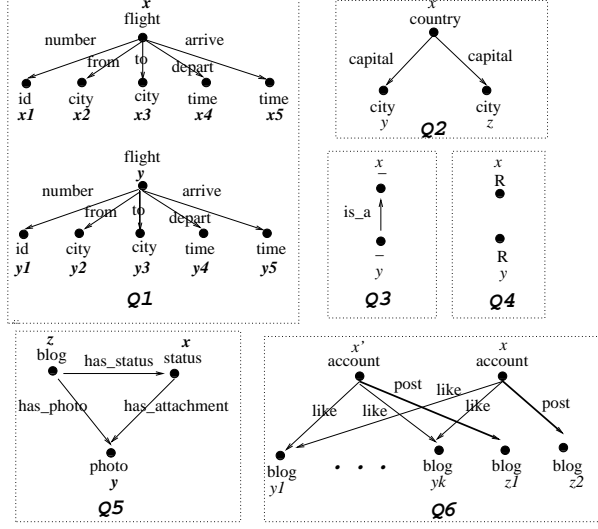 x
flight
number
from
to
depart
arrive
id city city time time
x1 x2 x3 x4 x5
flight
y
number
from
to
depart
arrive
id city city time time
y1 y2 y3 y4 y5
Q1
x
country
capital capital
city city
y z
Q2
x
_
is_a
_
y
Q3
x
R
R
y
Q4
z
blog
x
status
has_status
has_photo has_attachment
photo
y
Q5
x' x
account account
like like like like post post
blog . . . blog blog blog
y1 yk z1 z2
Q6